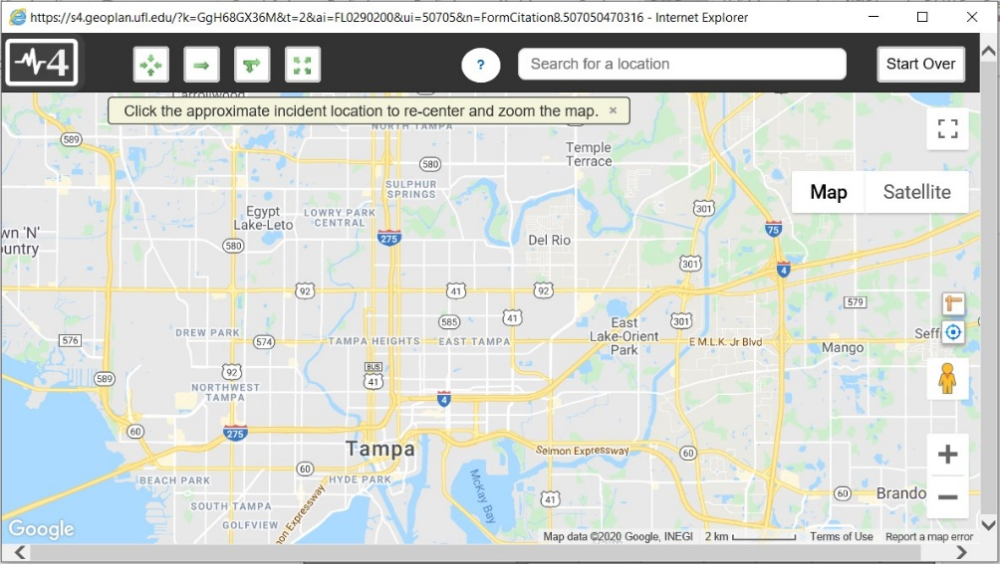 https://s4.geoplan.ufl.edu/?k=GgH68GX36M&t=2&ai=FL0290200&ui=50705&n=FormCitation8.507050470316 - Internet Explorer
4
?
Search for a location
Start Over
Carrollwood
Click the approximate incident location to re-center and zoom the map. ×
NORTH TAMPA
589
580
Temple
Terrace
SULPHUR
SPRINGS
Map
Satellite
Egypt
Lake-Leto
LOWRY PARK
CENTRAL
301
75
wn 'N'
ountry
580
275
Del Rio
301
4
92
41
92
579
585
41
301
East
Lake-Orient
Park
DREW PARK
576
574
TAMPA HEIGHTS
EAST TAMPA
E M.L.K. Jr Blvd
Mango
Seff
BUS
41
92
589
NORTHWEST
TAMPA
4
60
275
Tampa
Selmon Expressway
60
60
BEACH PARK
HYDE PARK
McKay Bay
41
60
Brando
SOUTH TAMPA
GOLFVIEW
on Expressway
Google
Map data ©2020 Google, INEGI
2 km
Terms of Use
Report a map error